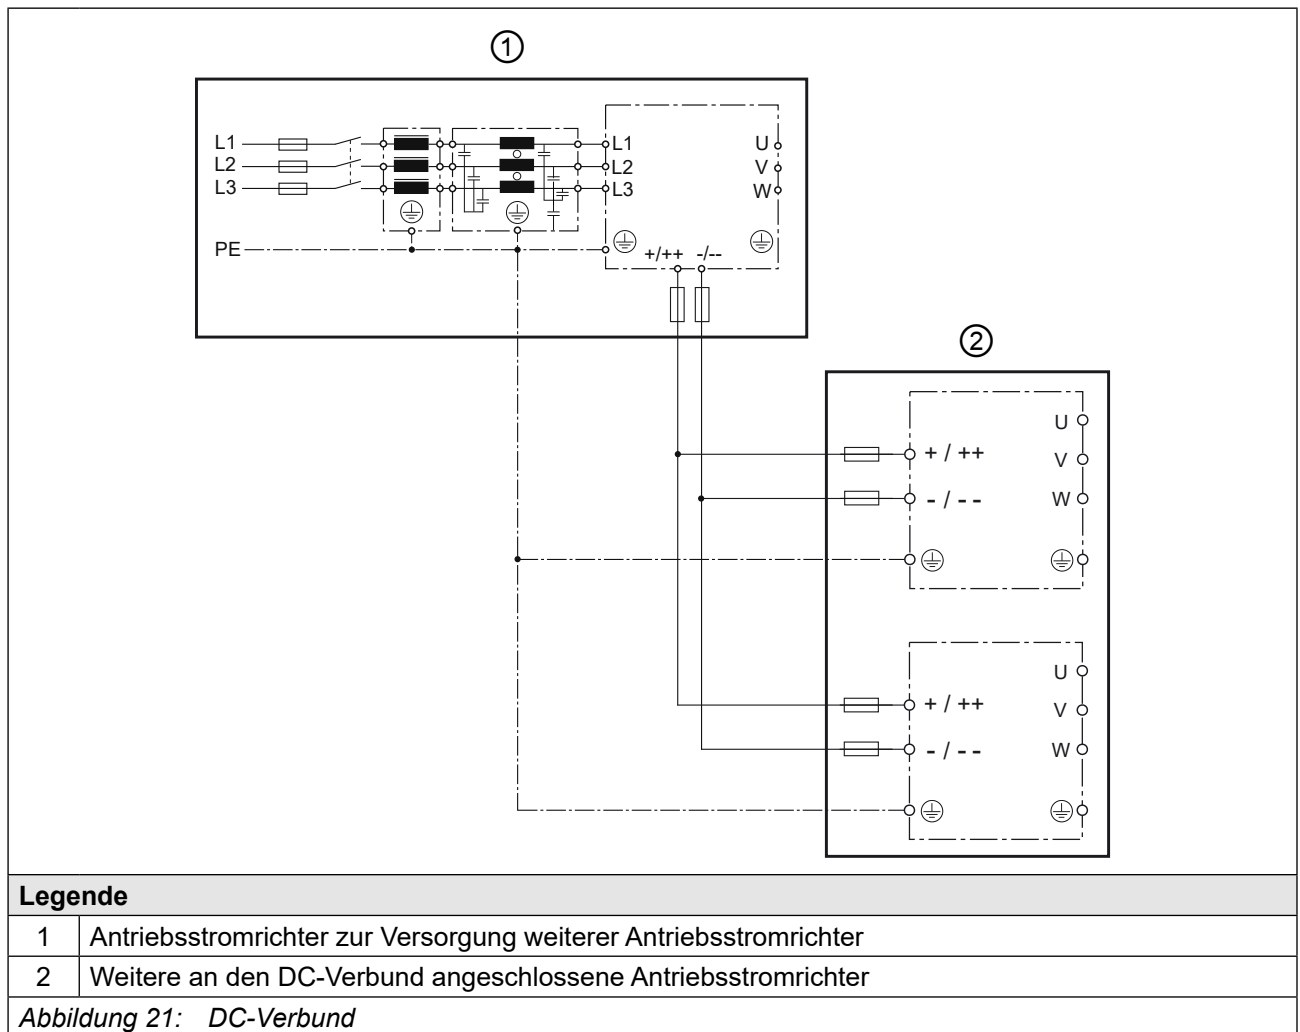 1
L1 L1 U
L2 L2 V
L3 L3 W
PE
+/++ -/--
2
U
+ / ++ V
- / - - W
U
+ / ++ V
- / - - W
Legende
1 Antriebsstromrichter zur Versorgung weiterer Antriebsstromrichter
2 Weitere an den DC-Verbund angeschlossene Antriebsstromrichter
Abbildung 21: DC-Verbund